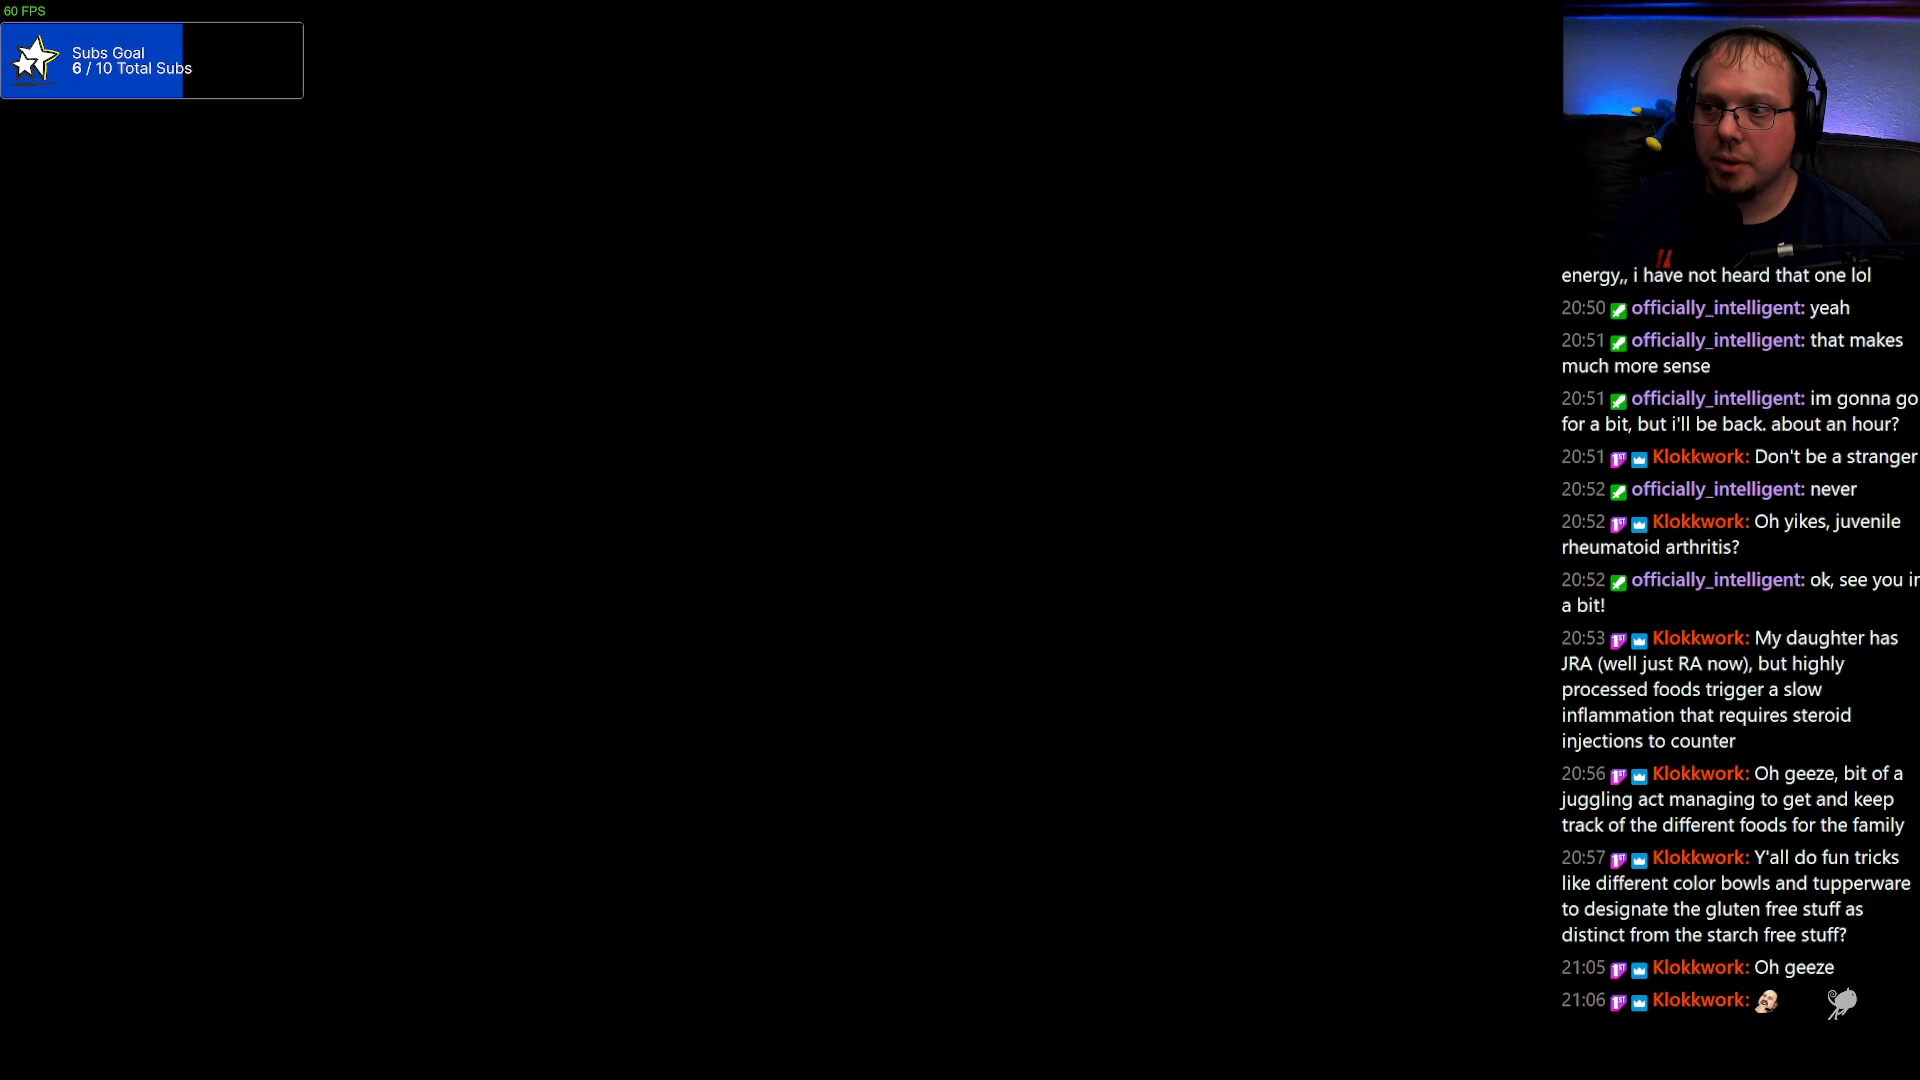 60 FPS
Subs Goal
6 / 10 Total Subs
energy,, i have not heard that one lol
20:50 officially_intelligent: yeah
20:51 officially_intelligent: that makes
much more sense
20:51 officially_intelligent: im gonna go
for a bit, but i'll be back. about an hour?
20:51 Klokkwork: Don't be a stranger
20:52 officially_intelligent: never
20:52 Klokkwork: Oh yikes, juvenile
rheumatoid arthritis?
20:52 officially_intelligent: ok, see you in
a bit!
20:53 Klokkwork: My daughter has
JRA (well just RA now), but highly
processed foods trigger a slow
inflammation that requires steroid
injections to counter
20:56 Klokkwork: Oh geeze, bit of a
juggling act managing to get and keep
track of the different foods for the family
20:57 Klokkwork: Y'all do fun tricks
like different color bowls and tupperware
to designate the gluten free stuff as
distinct from the starch free stuff?
21:05 Klokkwork: Oh geeze
21:06 Klokkwork: